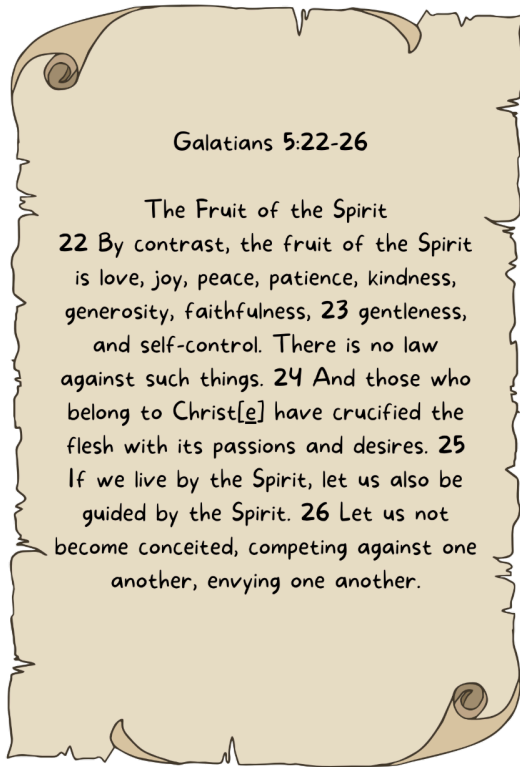 Galatians 5:22-26
The Fruit of the Spirit
22 By contrast, the fruit of the Spirit
is love, joy, peace, patience, kindness,
generosity, faithfulness, 23 gentleness,
and self-control. There is no law
against such things. 24 And those who
belong to Christ[e] have crucified the
flesh with its passions and desires. 25
If we live by the Spirit, let us also be
guided by the Spirit. 26 Let us not
become conceited, competing against one
another, envying one another.